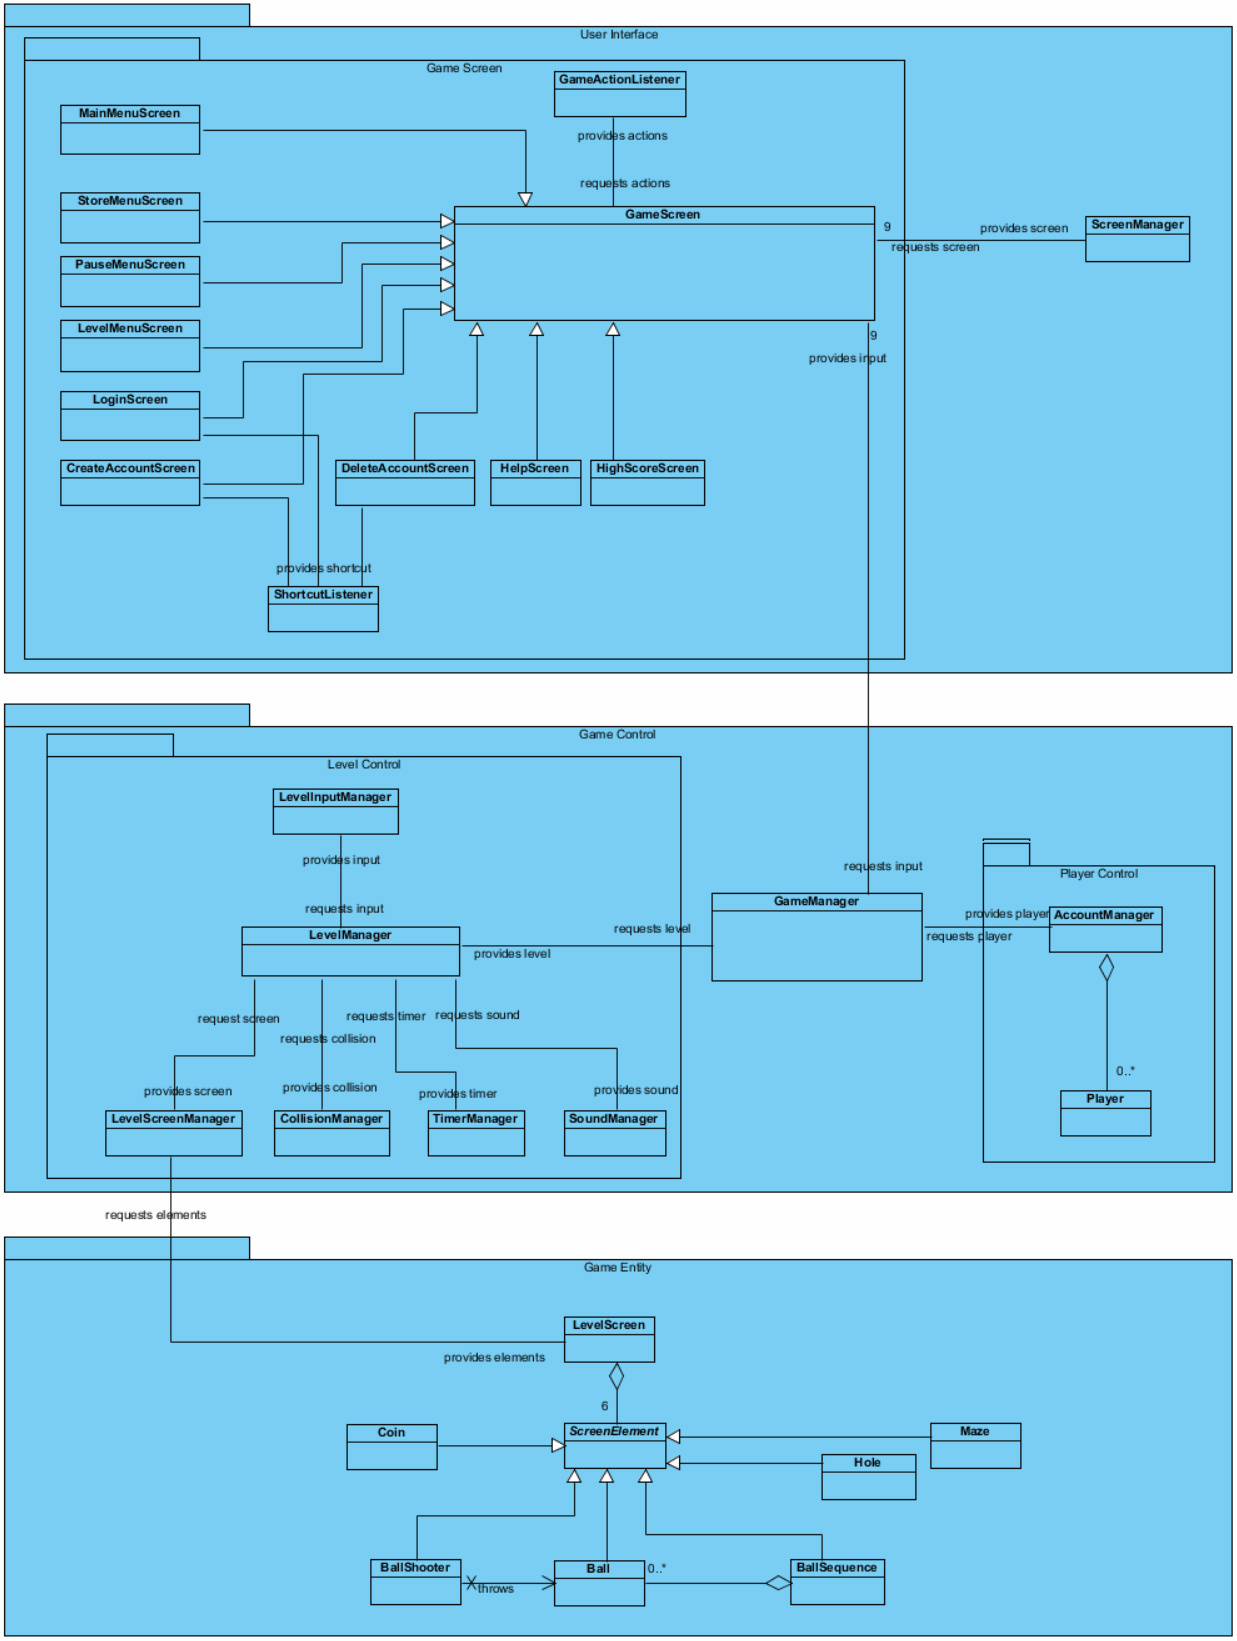 User Interface
Game Screen
GameActionListener
MainMenuScreen
provides actions
requests actions
StoreMenuScreen
GameScreen
9
provides screen
ScreenManager
requests screen
PauseMenuScreen
LevelMenuScreen
9
provides input
LoginScreen
CreateAccountScreen
DeleteAccountScreen
HelpScreen
HighScoreScreen
provides shortcut
ShortcutListener
Game Control
Level Control
LevelInputManager
provides input
requests input
Player Control
GameManager
requests input
provides player
AccountManager
requests level
LevelManager
requests player
provides level
request screen
requests timer
requests sound
requests collision
0..*
provides screen
provides collision
provides timer
provides sound
Player
LevelScreenManager
CollisionManager
TimerManager
SoundManager
requests elements
Game Entity
LevelScreen
provides elements
6
Coin
ScreenElement
Maze
Hole
BallShooter
Ball
0..*
BallSequence
throws